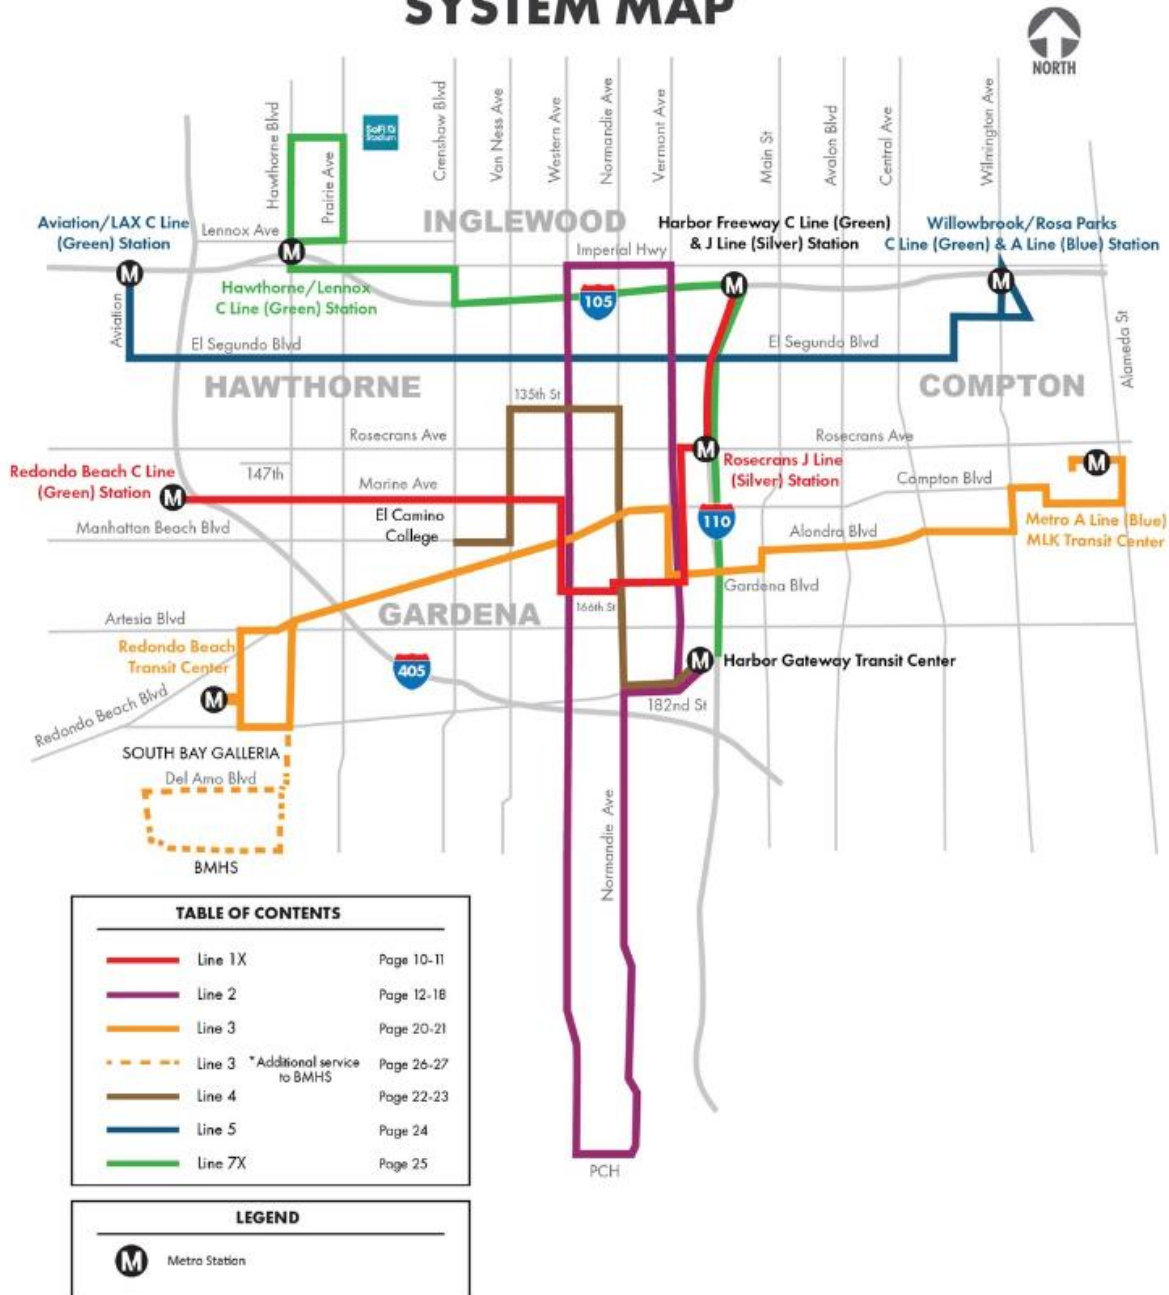 SYSTEM MAP
NORTH
Hawthorne Blvd
Prairie Ave
SoFi
Stadium
Crenshaw Blvd
Van Ness Ave
Western Ave
Normandie Ave
Vermont Ave
Main St
Avalon Blvd
Central Ave
Wilmington Ave
Aviation/LAX C Line
(Green) Station
Lennox Ave
INGLEWOOD
Harbor Freeway C Line (Green)
& J Line (Silver) Station
Willowbrook/Rosa Parks
C Line (Green) & A Line (Blue) Station
Imperial Hwy
M
M
M
M
Hawthorne/Lennox
C Line (Green) Station
105
Aviation
El Segundo Blvd
El Segundo Blvd
Alameda St
HAWTHORNE
COMPTON
135th St
Rosecrans Ave
Rosecrans Ave
M
M
Redondo Beach C Line
(Green) Station
M
147th
Marine Ave
Rosecrans J Line
(Silver) Station
Compton Blvd
El Camino
College
Manhattan Beach Blvd
110
Alondra Blvd
Metro A Line (Blue)
MLK Transit Center
Gardena Blvd
166th St
GARDENA
Artesia Blvd
Redondo Beach
Transit Center
M
Harbor Gateway Transit Center
405
M
Redondo Beach Blvd
182nd St
SOUTH BAY GALLERIA
Del Amo Blvd
BMHS
Normandie Ave
PCH
TABLE OF CONTENTS
Line 1X Page 10-11
Line 2 Page 12-18
Line 3 Page 20-21
Line 3 *Additional service Page 26-27
to BMHS
Line 4 Page 22-23
Line 5 Page 24
Line 7X Page 25
LEGEND
M Metro Station